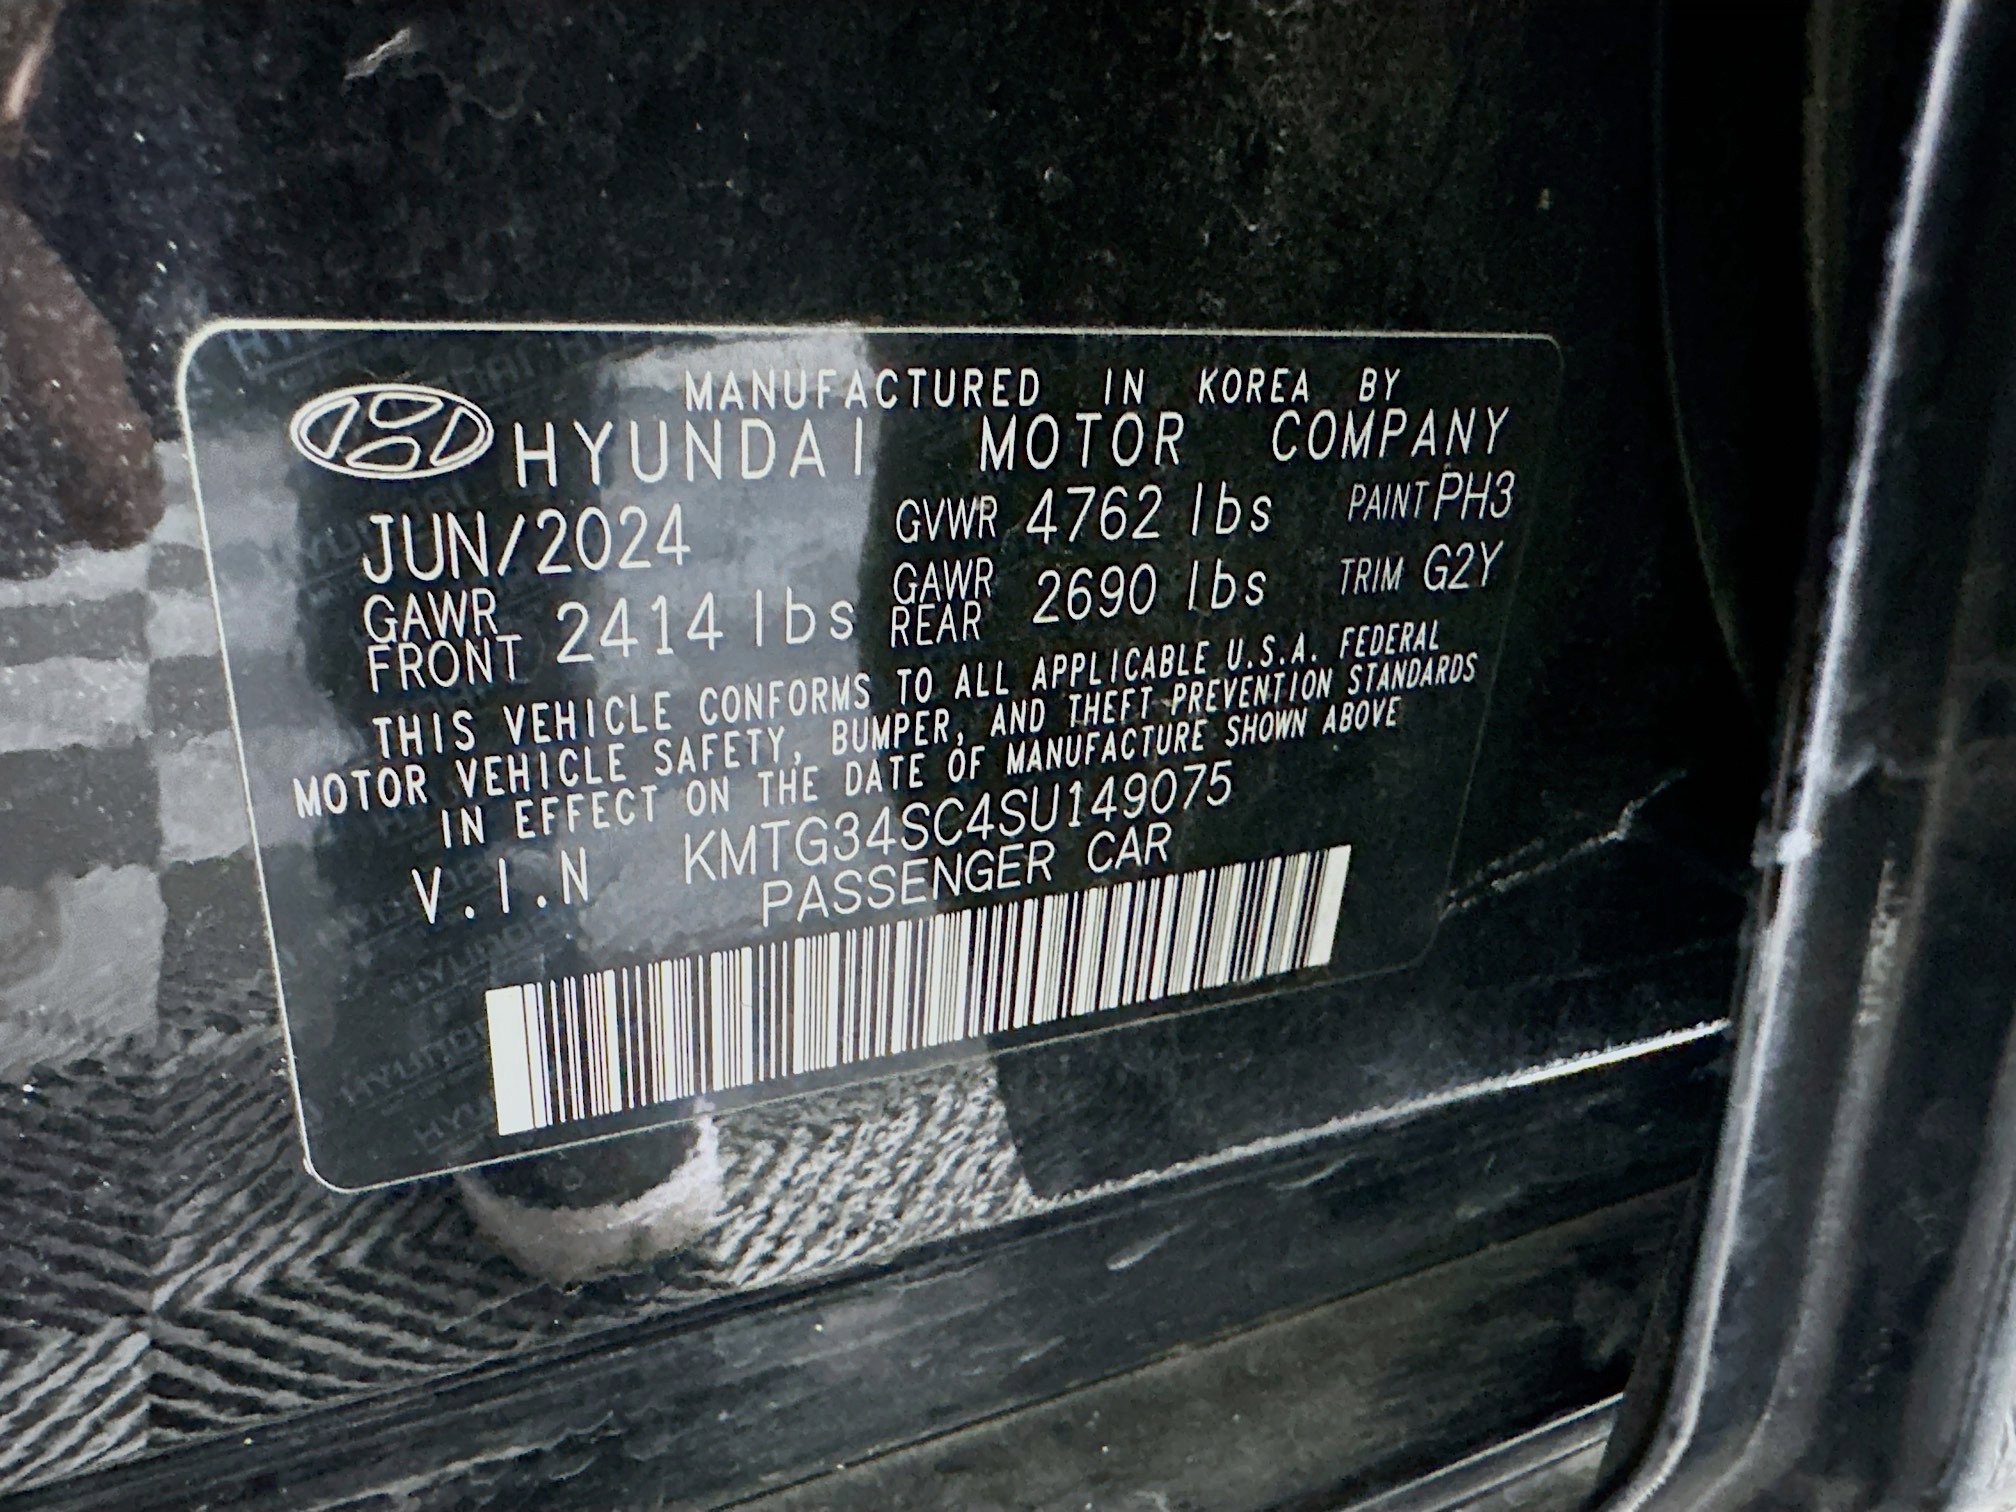 MANUFACTURED IN KOREA BY
HYUNDAI MOTOR COMPANY
JUN/2024 GVWR 4762 lbs PAINT PH3
GAWR FRONT 2414 lbs GAWR REAR 2690 lbs TRIM G2Y
THIS VEHICLE CONFORMS TO ALL APPLICABLE U.S.A. FEDERAL
MOTOR VEHICLE SAFETY, BUMPER, AND THEFT PREVENTION STANDARDS
IN EFFECT ON THE DATE OF MANUFACTURE SHOWN ABOVE
V.I.N KMTG34SC4SU149075
PASSENGER CAR